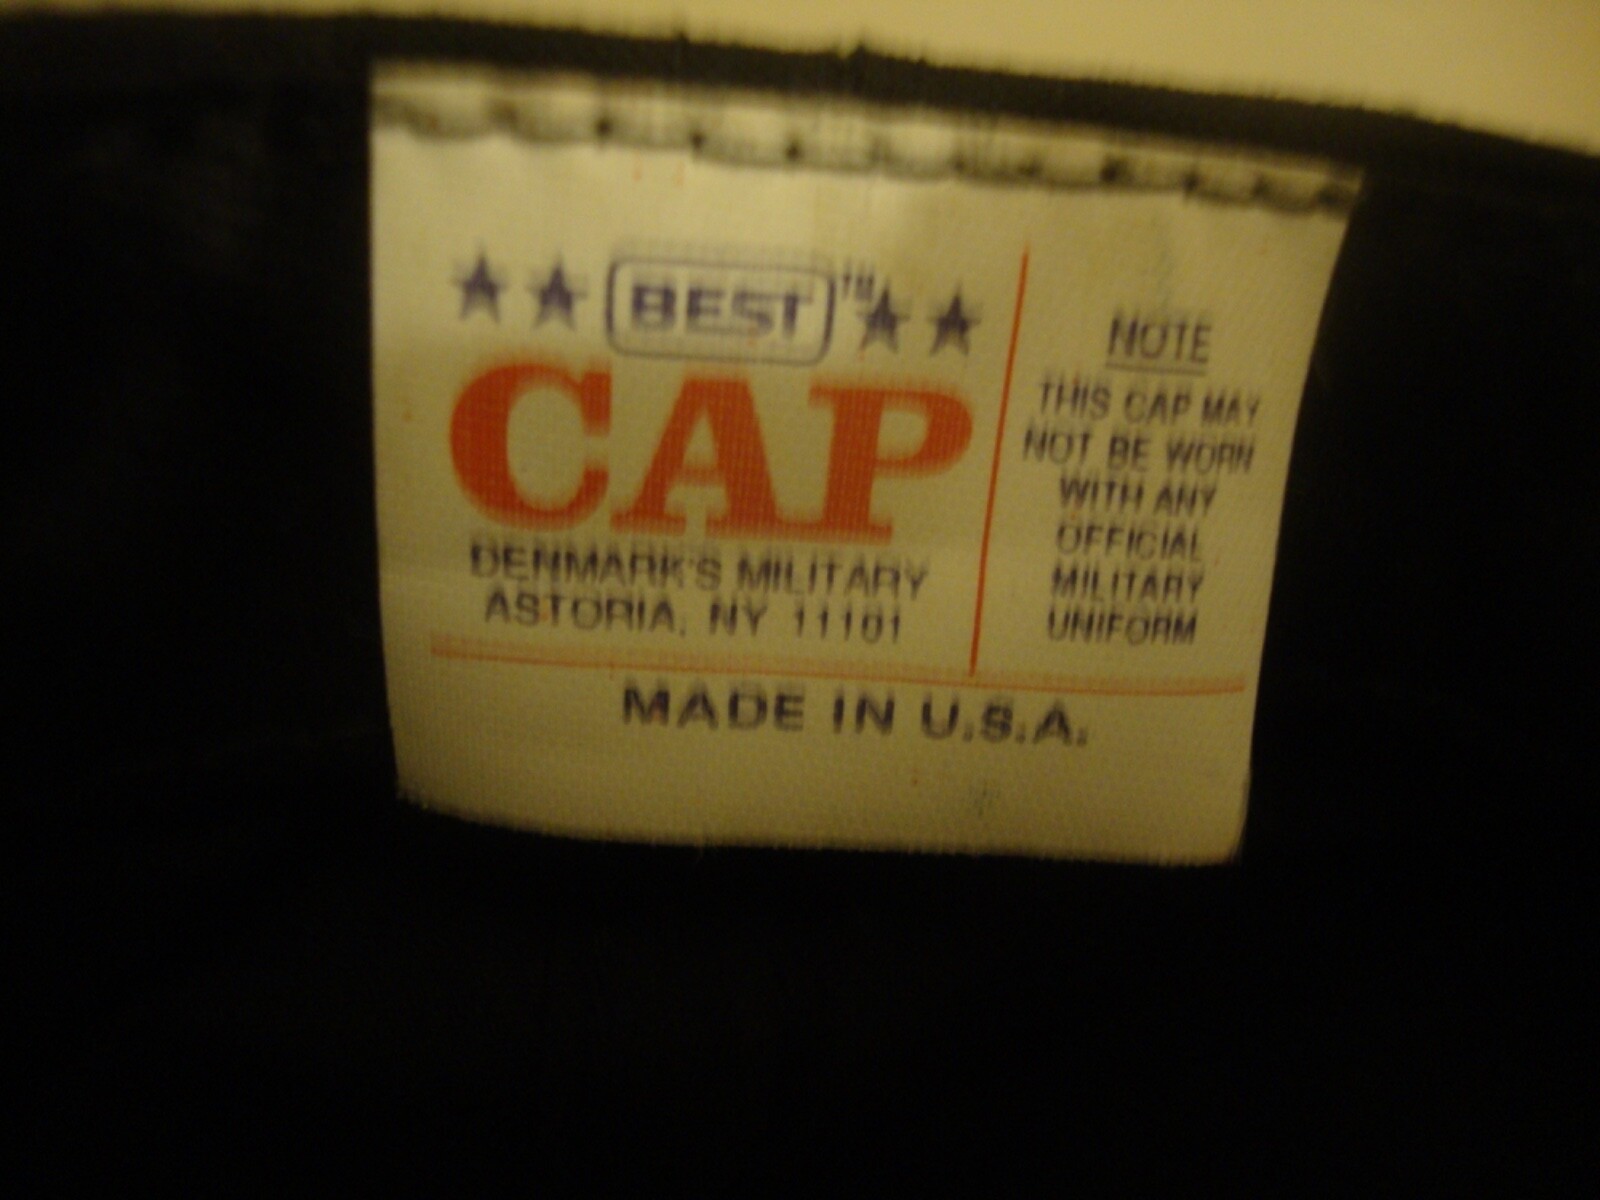 BEST™
CAP
DENMARK'S MILITARY
ASTORIA, NY 11101
NOTE
THIS CAP MAY
NOT BE WORN
WITH ANY
OFFICIAL
MILITARY
UNIFORM
MADE IN U.S.A.